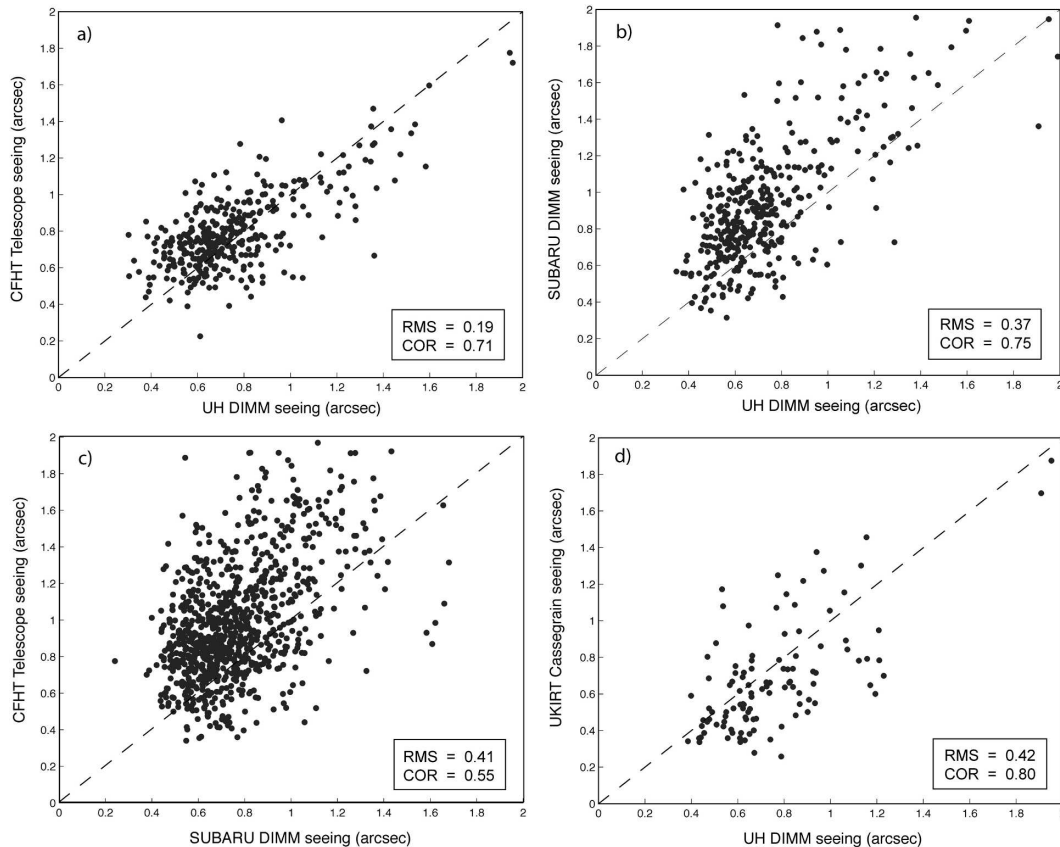 a)
CFHT Telescope seeing (arcsec)
2
1.8
1.6
1.4
1.2
1
0.8
0.6
0.4
0.2
0
RMS = 0.19
COR = 0.71
0 0.2 0.4 0.6 0.8 1 1.2 1.4 1.6 1.8 2
UH DIMM seeing (arcsec)
b)
SUBARU DIMM seeing (arcsec)
2
1.8
1.6
1.4
1.2
1
0.8
0.6
0.4
0.2
0
RMS = 0.37
COR = 0.75
0 0.2 0.4 0.6 0.8 1 1.2 1.4 1.6 1.8 2
UH DIMM seeing (arcsec)
c)
CFHT Telescope seeing (arcsec)
2
1.8
1.6
1.4
1.2
1
0.8
0.6
0.4
0.2
0
RMS = 0.41
COR = 0.55
0 0.2 0.4 0.6 0.8 1 1.2 1.4 1.6 1.8 2
SUBARU DIMM seeing (arcsec)
d)
UKIRT Cassegrain seeing (arcsec)
2
1.8
1.6
1.4
1.2
1
0.8
0.6
0.4
0.2
0
RMS = 0.42
COR = 0.80
0 0.2 0.4 0.6 0.8 1 1.2 1.4 1.6 1.8 2
UH DIMM seeing (arcsec)